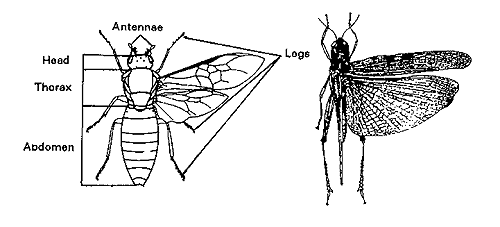 Antennae
Head
Legs
Thorax
Abdomen